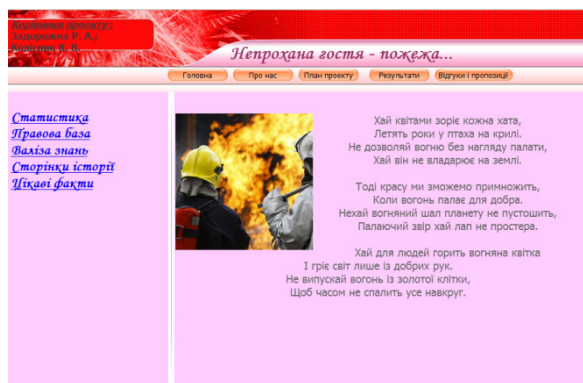 Керівники проекту:
Задорожна Р. А.;
К. В.
Непрохана гостя - пожежа...
Головна
Про нас
План проекту
Результати
Відгуки і пропозиції
Статистика
Правова база
Валіза знань
Сторінки історії
Цікаві факти
Хай квітами зоріє кожна хата,
Летять роки у птаха на крилі.
Не дозволяй вогню без нагляду палати,
Хай він не владарює на землі.
Тоді красу ми зможемо примножить,
Коли вогонь палає для добра.
Нехай вогняний шал планету не пустошить,
Палаючий звір хай лап не простера.
Хай для людей горить вогняна квітка
І гріє світ лише із добрих рук.
Не випускай вогонь із золотої клітки,
Щоб часом не спалить усе навкруг.